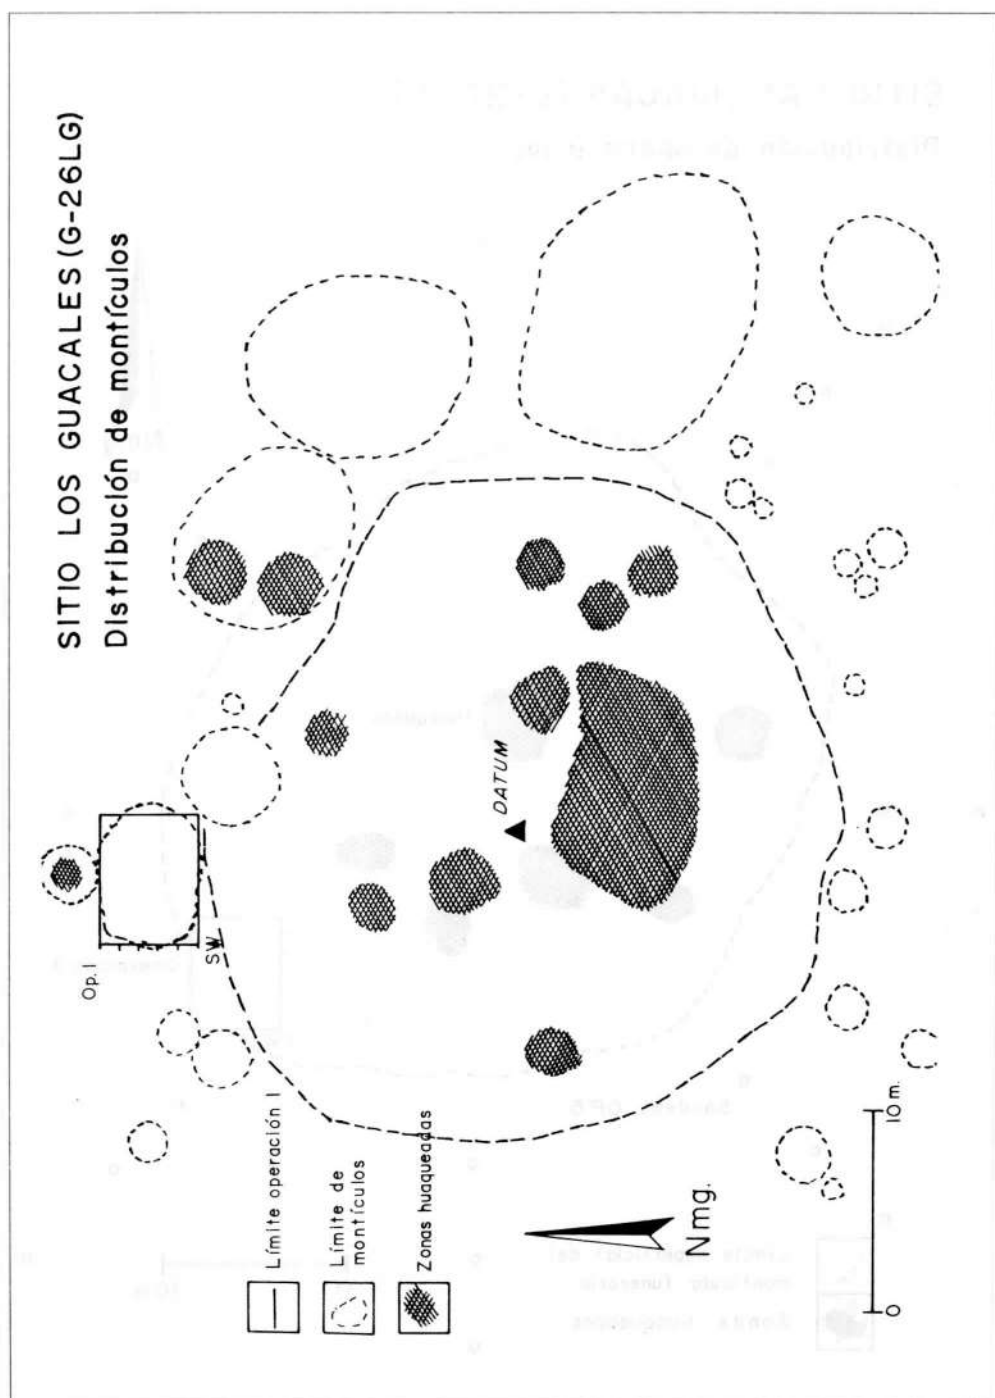 SITIO LOS GUACALES (G-26LG)
Distribución de montículos
Op. I
SW
DATUM
Límite operación I
Límite de
montículos
Zonas huaqueadas
N mg.
0
10 m.